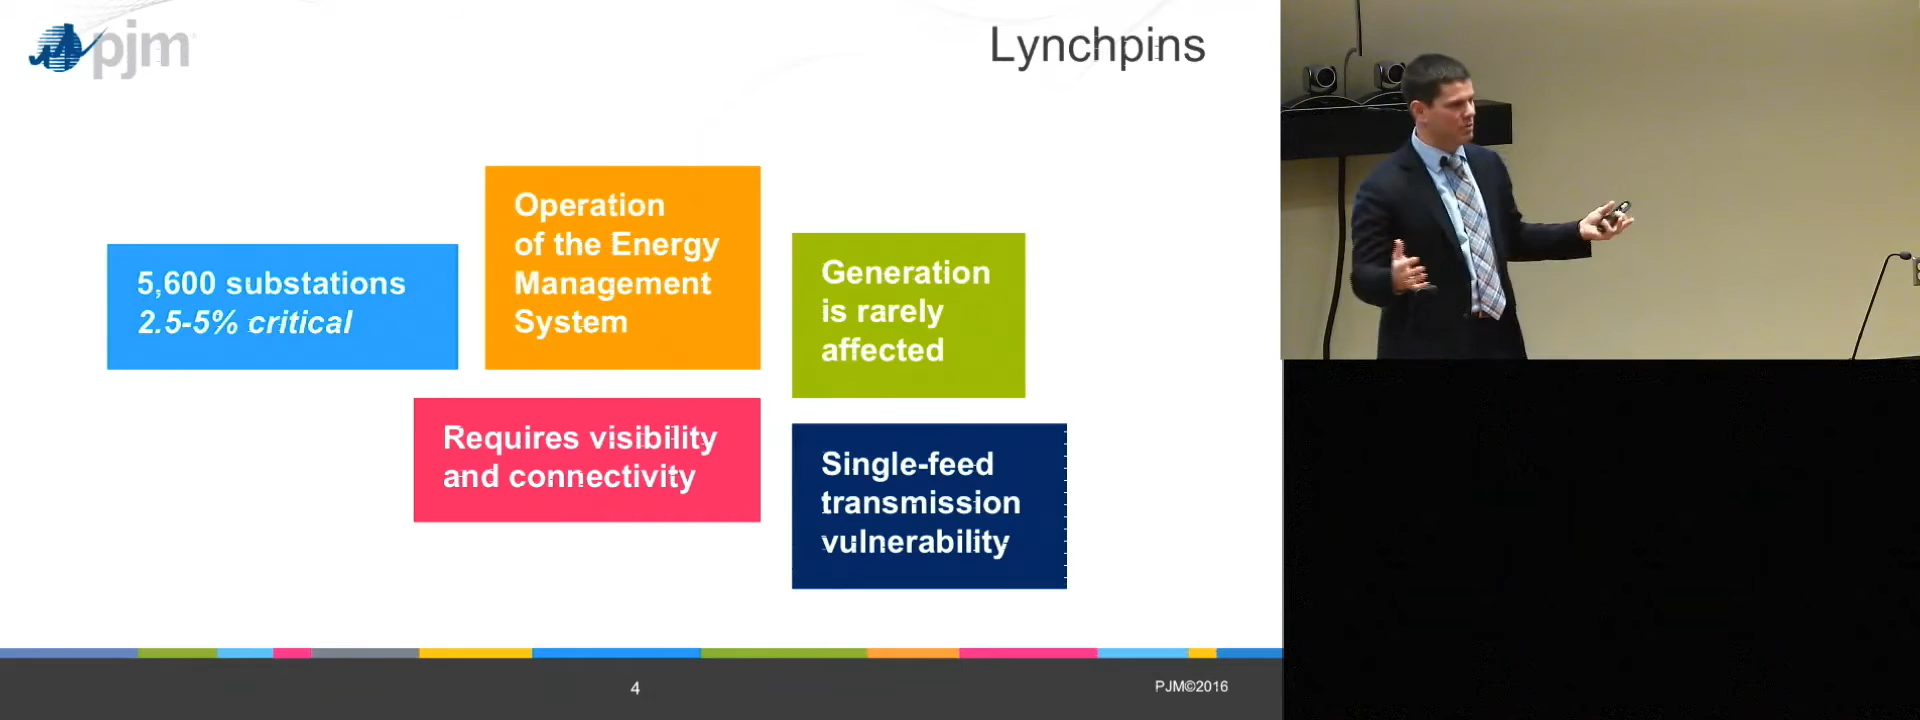 pjm
Lynchpins
5,600 substations
2.5-5% critical
Operation
of the Energy
Management
System
Generation
is rarely
affected
Requires visibility
and connectivity
Single-feed
transmission
vulnerability
4
PJM©2016